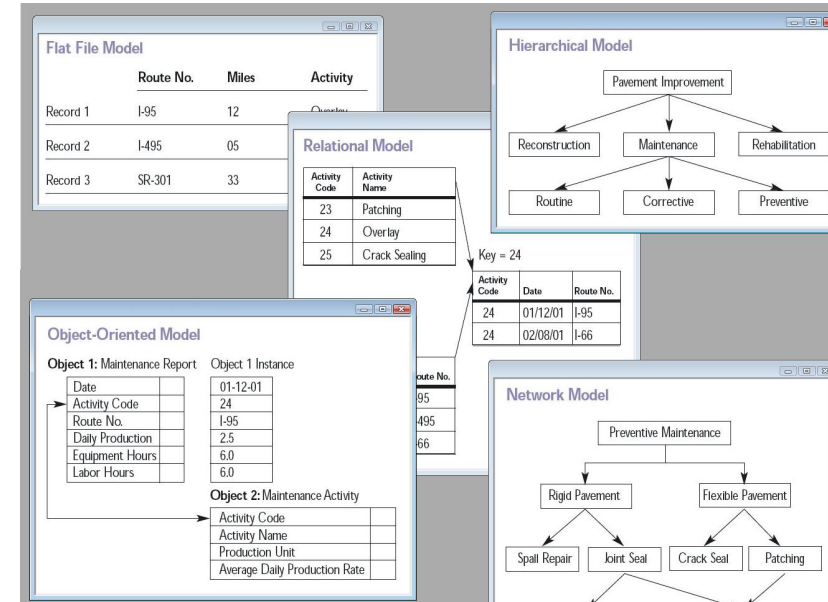 Flat File Model
Route No. Miles Activity
Record 1 I-95 12
Record 2 I-495 05
Record 3 SR-301 33
Relational Model
Activity Code Activity Name
23 Patching
24 Overlay
25 Crack Sealing
Key = 24
Activity Code Date Route No.
24 01/12/01 I-95
24 02/08/01 I-66
oute No.
95
495
66
Hierarchical Model
Pavement Improvement
Reconstruction Maintenance Rehabilitation
Routine Corrective Preventive
Object-Oriented Model
Object 1: Maintenance Report Object 1 Instance
Date 01-12-01
Activity Code 24
Route No. I-95
Daily Production 2.5
Equipment Hours 6.0
Labor Hours 6.0
Object 2: Maintenance Activity
Activity Code
Activity Name
Production Unit
Average Daily Production Rate
Network Model
Preventive Maintenance
Rigid Pavement Flexible Pavement
Spall Repair Joint Seal Crack Seal Patching